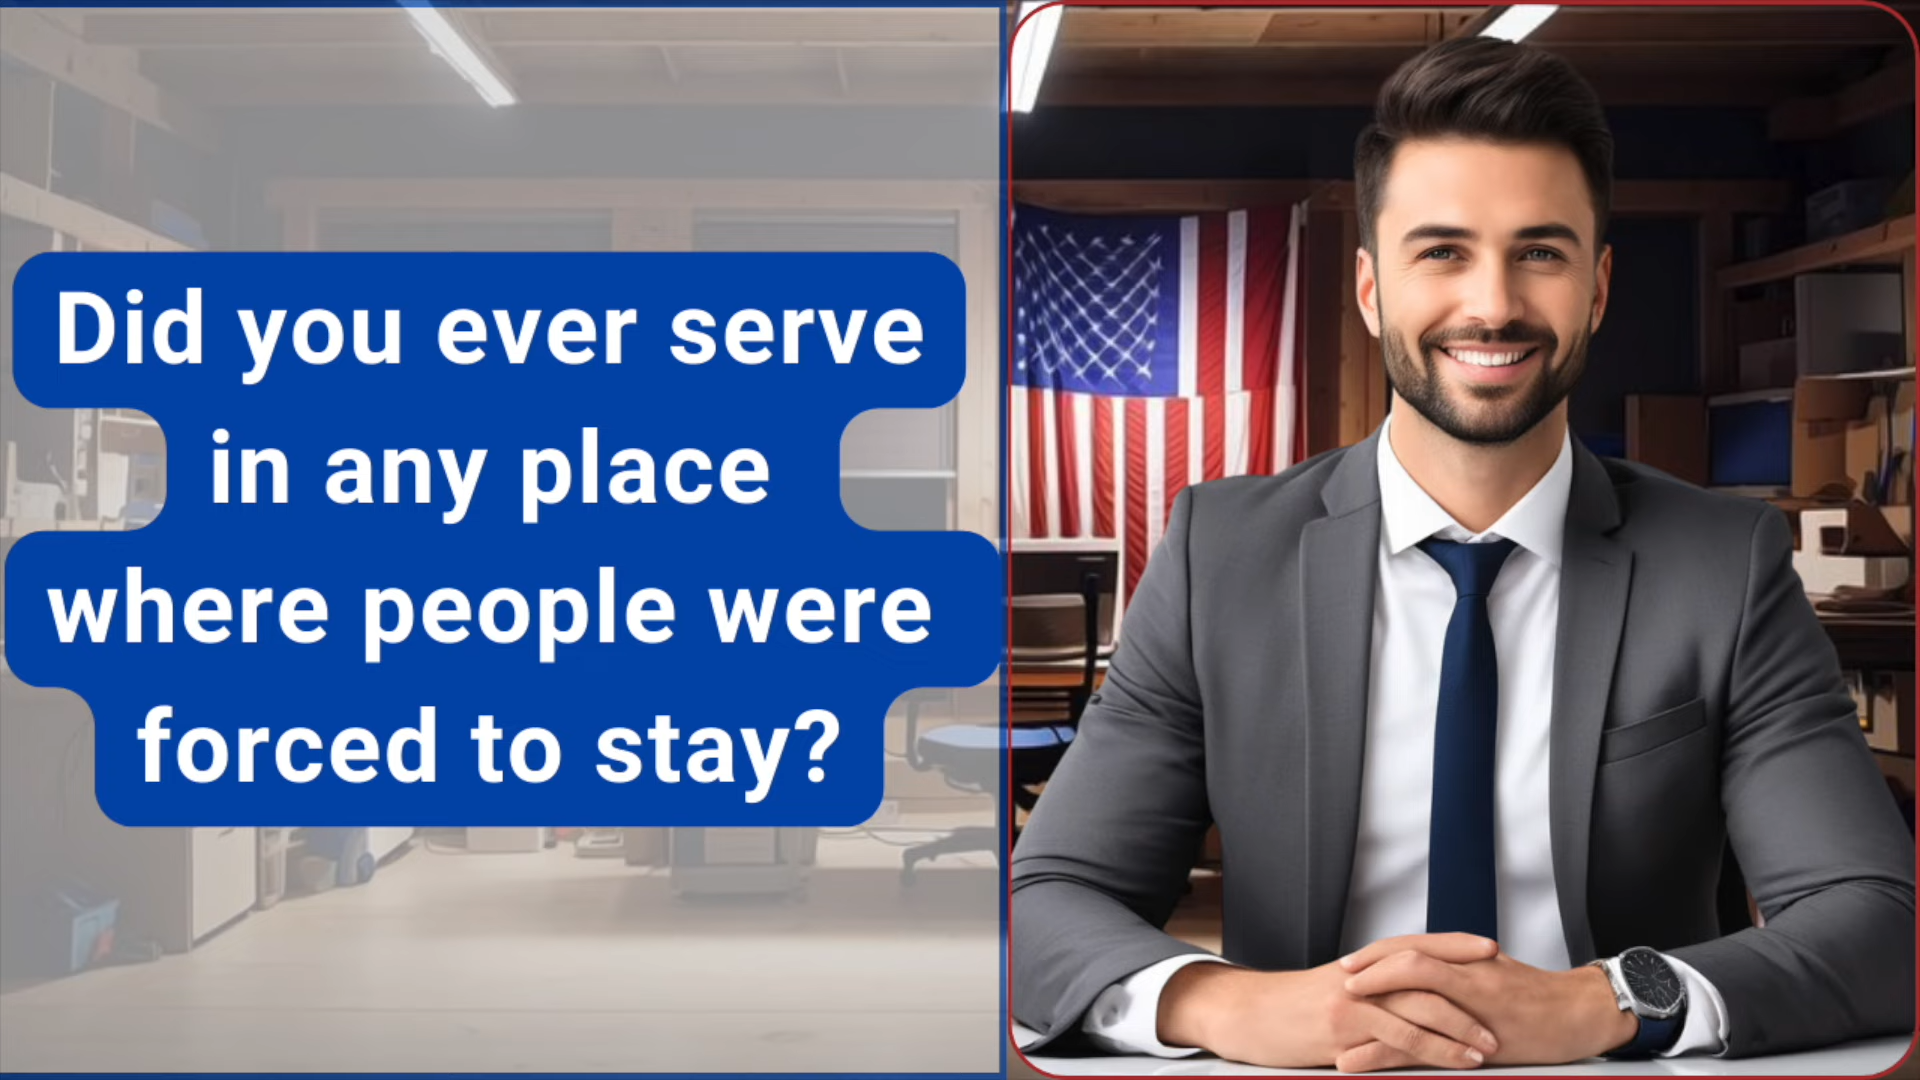 Did you ever serve
in any place
where people were
forced to stay?